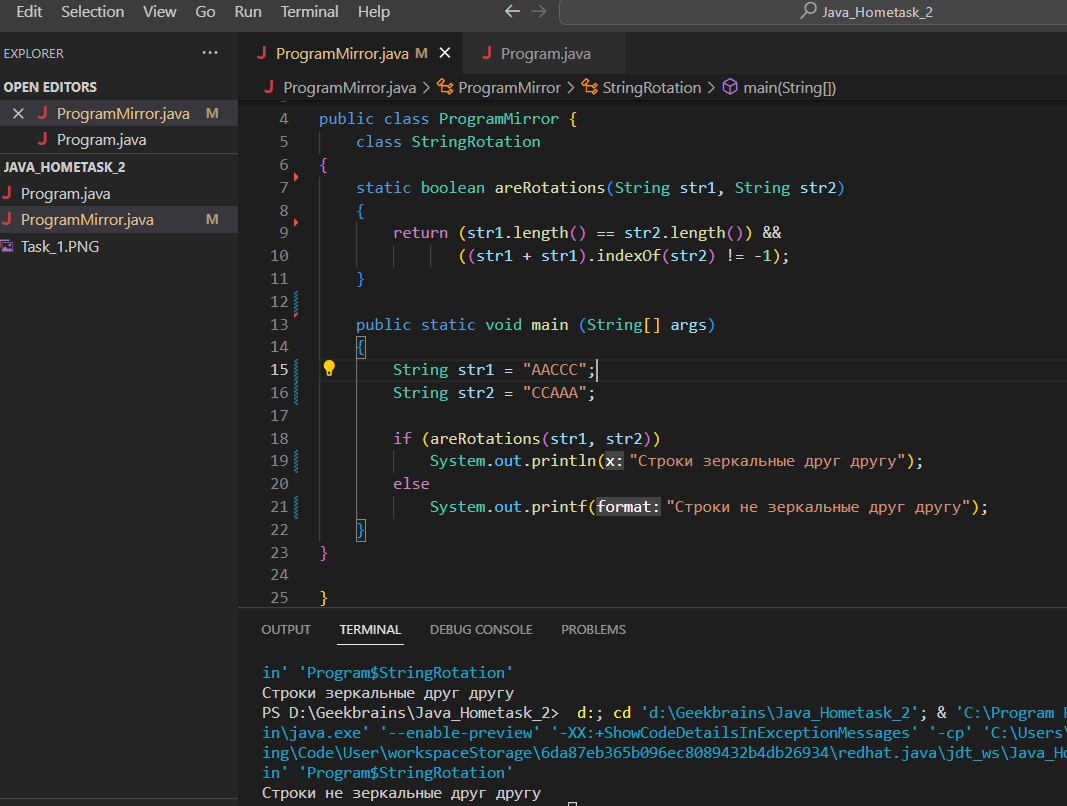 Edit Selection View Go Run Terminal Help ← → Java_Hometask_2
EXPLORER ···
OPEN EDITORS
× J ProgramMirror.java M
J Program.java
JAVA_HOMETASK_2
J Program.java
J ProgramMirror.java M
Task_1.PNG
J ProgramMirror.java M × J Program.java
J ProgramMirror.java > ProgramMirror > StringRotation > main(String[])
4 public class ProgramMirror {
5 class StringRotation
6 {
7 static boolean areRotations(String str1, String str2)
8 {
9 return (str1.length() == str2.length()) &&
10 ((str1 + str1).indexOf(str2) != -1);
11 }
12
13 public static void main (String[] args)
14 {
15 String str1 = "AACCC";
16 String str2 = "CCAAA";
17
18 if (areRotations(str1, str2))
19 System.out.println(x: "Строки зеркальные друг другу");
20 else
21 System.out.printf(format: "Строки не зеркальные друг другу");
22 }
23 }
24
25 }
OUTPUT TERMINAL DEBUG CONSOLE PROBLEMS
in' 'Program$StringRotation'
Строки зеркальные друг другу
PS D:\Geekbrains\Java_Hometask_2> d:; cd 'd:\Geekbrains\Java_Hometask_2'; & 'C:\Program
in\java.exe' '--enable-preview' '-XX:+ShowCodeDetailsInExceptionMessages' '-cp' 'C:\Users\
ing\Code\User\workspaceStorage\6da87eb365b096ec8089432b4db26934\redhat.java\jdt_ws\Java_Ho
in' 'Program$StringRotation'
Строки не зеркальные друг другу